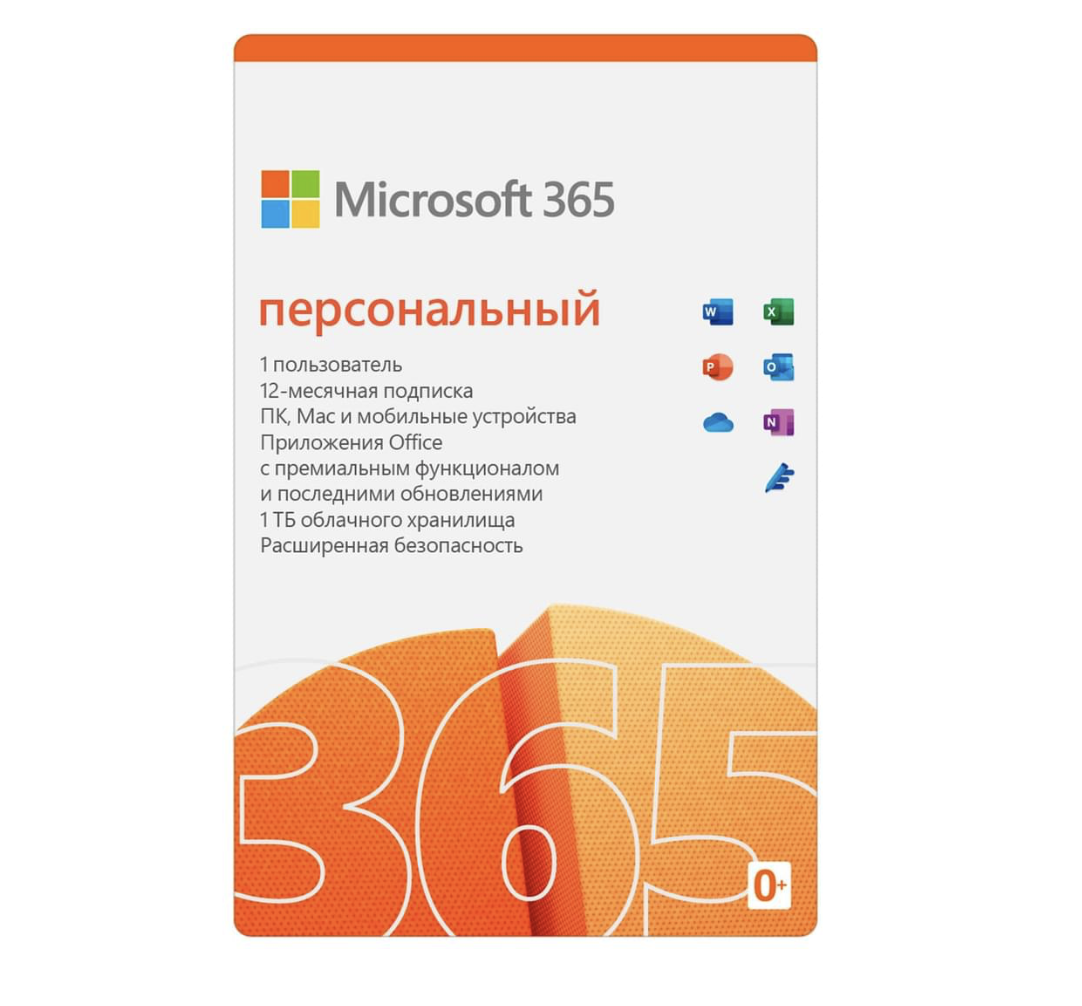 Microsoft 365
персональный
1 пользователь
12-месячная подписка
ПК, Mac и мобильные устройства
Приложения Office
с премиальным функционалом
и последними обновлениями
1 ТБ облачного хранилища
Расширенная безопасность
W X
P O
N
365
0+